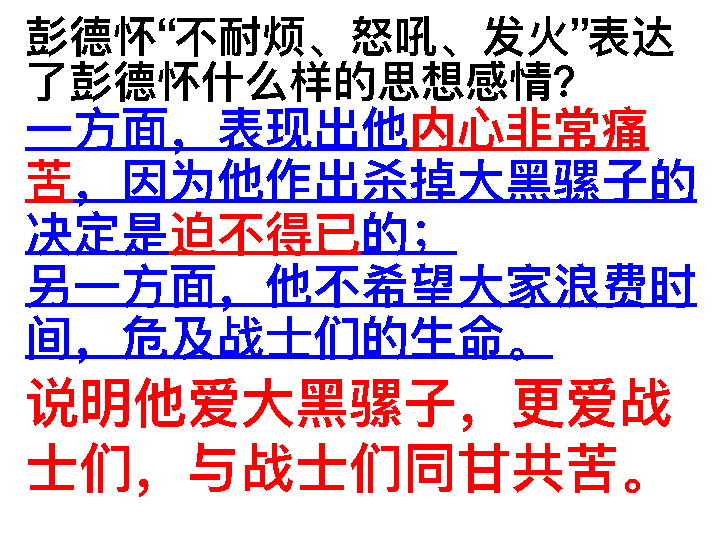 彭德怀“不耐烦、怒吼、发火”表达
了彭德怀什么样的思想感情?
一方面，表现出他内心非常痛
苦，因为他作出杀掉大黑骡子的
决定是迫不得已的；
另一方面，他不希望大家浪费时
间，危及战士们的生命。
说明他爱大黑骡子，更爱战
士们，与战士们同甘共苦。